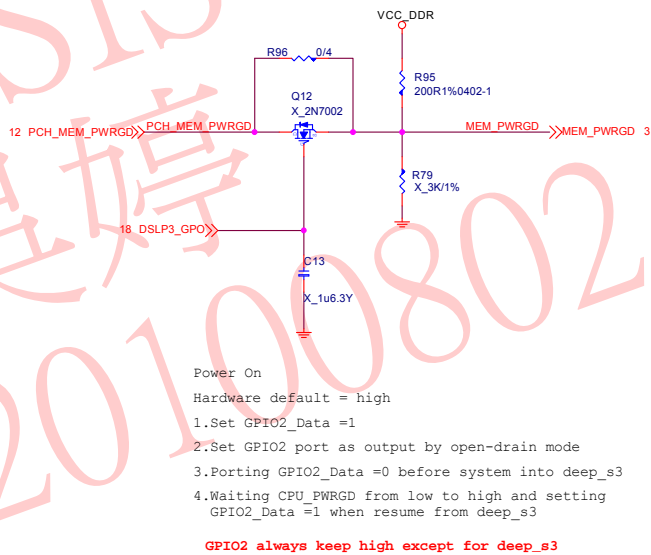 SIS
VCC_DDR
R96 0/4
R95
200R1%0402-1
Q12
X_2N7002
12 PCH_MEM_PWRGD PCH_MEM_PWRGD MEM_PWRGD MEM_PWRGD 3
R79
X_3K/1%
18 DSLP3_GPO
C13
X_1u6.3Y
婷
20100802
Power On
Hardware default = high
1.Set GPIO2_Data =1
2.Set GPIO2 port as output by open-drain mode
3.Porting GPIO2_Data =0 before system into deep_s3
4.Waiting CPU_PWRGD from low to high and setting
GPIO2_Data =1 when resume from deep_s3
GPIO2 always keep high except for deep_s3